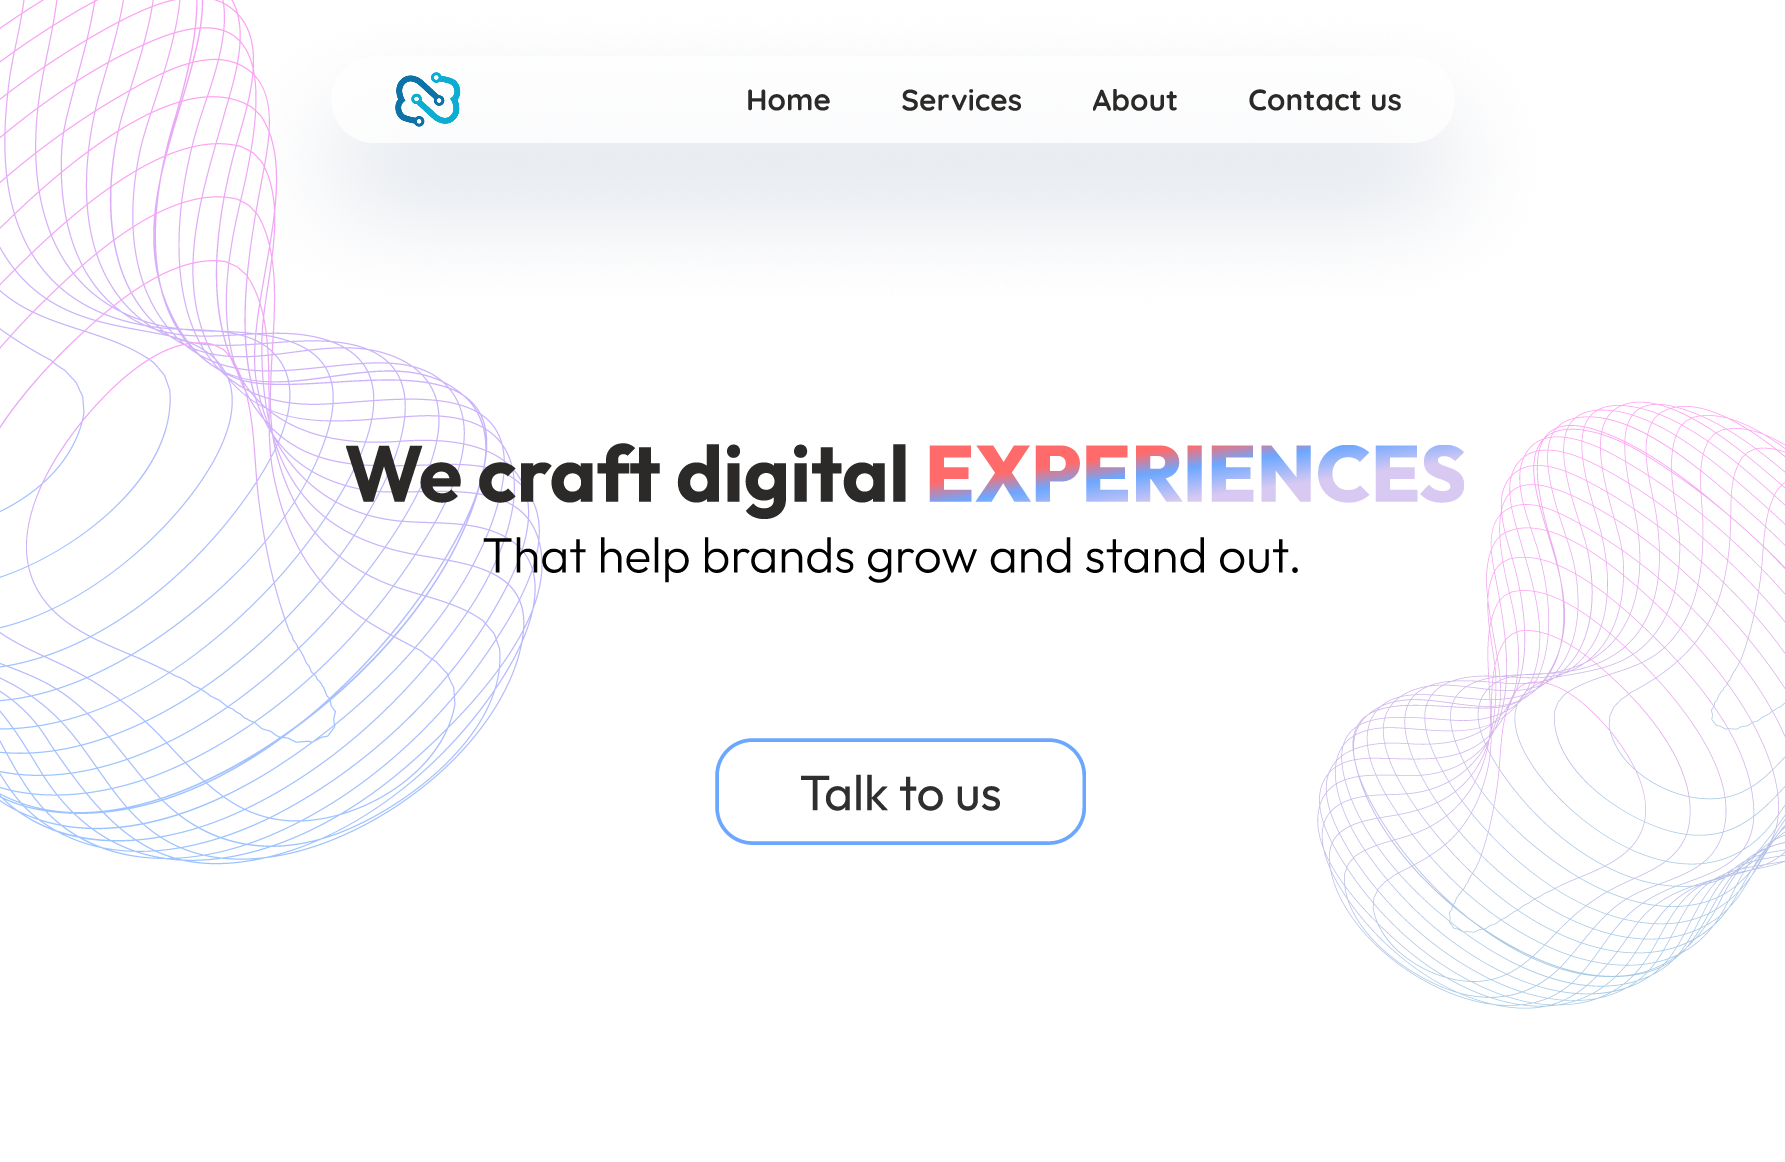 Home Services About Contact us
We craft digital EXPERIENCES
That help brands grow and stand out.
Talk to us